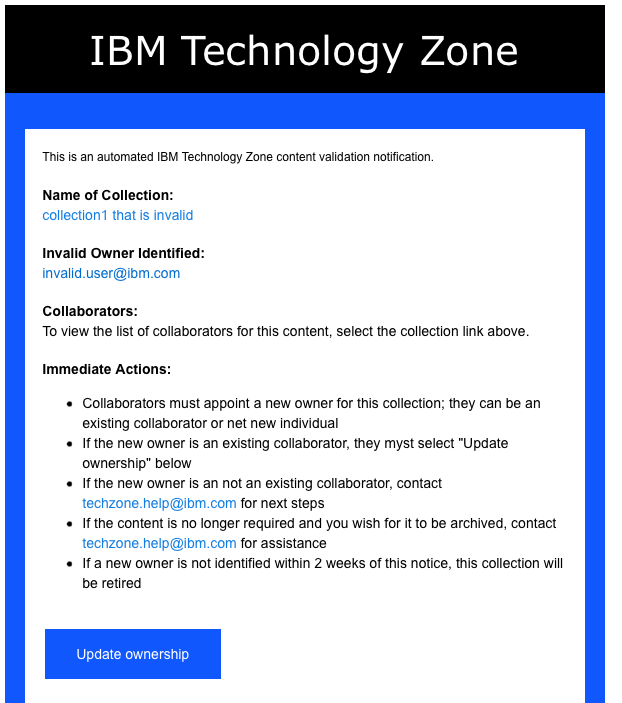 IBM Technology Zone
This is an automated IBM Technology Zone content validation notification.
Name of Collection:
collection1 that is invalid
Invalid Owner Identified:
invalid.user@ibm.com
Collaborators:
To view the list of collaborators for this content, select the collection link above.
Immediate Actions:
• Collaborators must appoint a new owner for this collection; they can be an
existing collaborator or net new individual
• If the new owner is an existing collaborator, they myst select "Update
ownership" below
• If the new owner is an not an existing collaborator, contact
techzone.help@ibm.com for next steps
• If the content is no longer required and you wish for it to be archived, contact
techzone.help@ibm.com for assistance
• If a new owner is not identified within 2 weeks of this notice, this collection will
be retired
Update ownership